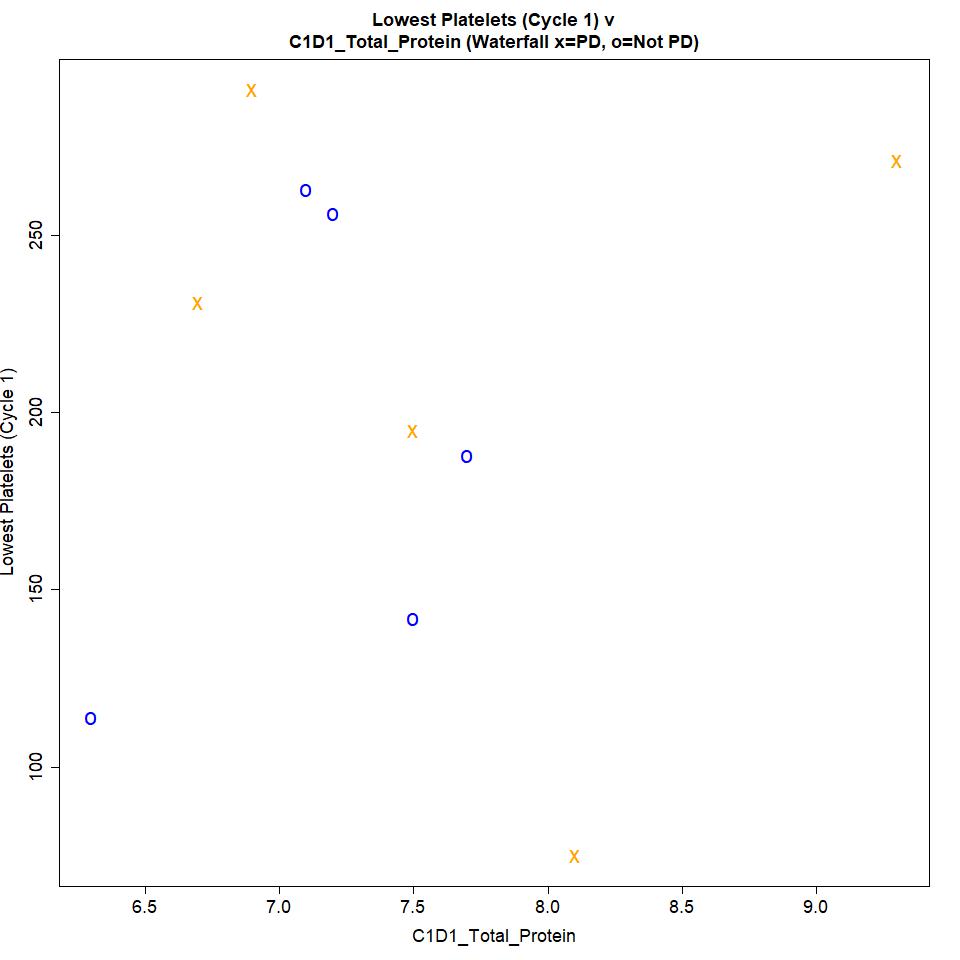 Lowest Platelets (Cycle 1) v
C1D1_Total_Protein (Waterfall x=PD, o=Not PD)
X
X
O
O
250
X
Lowest Platelets (Cycle 1)
200
X
O
150
O
O
100
X
6.5 7.0 7.5 8.0 8.5 9.0
C1D1_Total_Protein